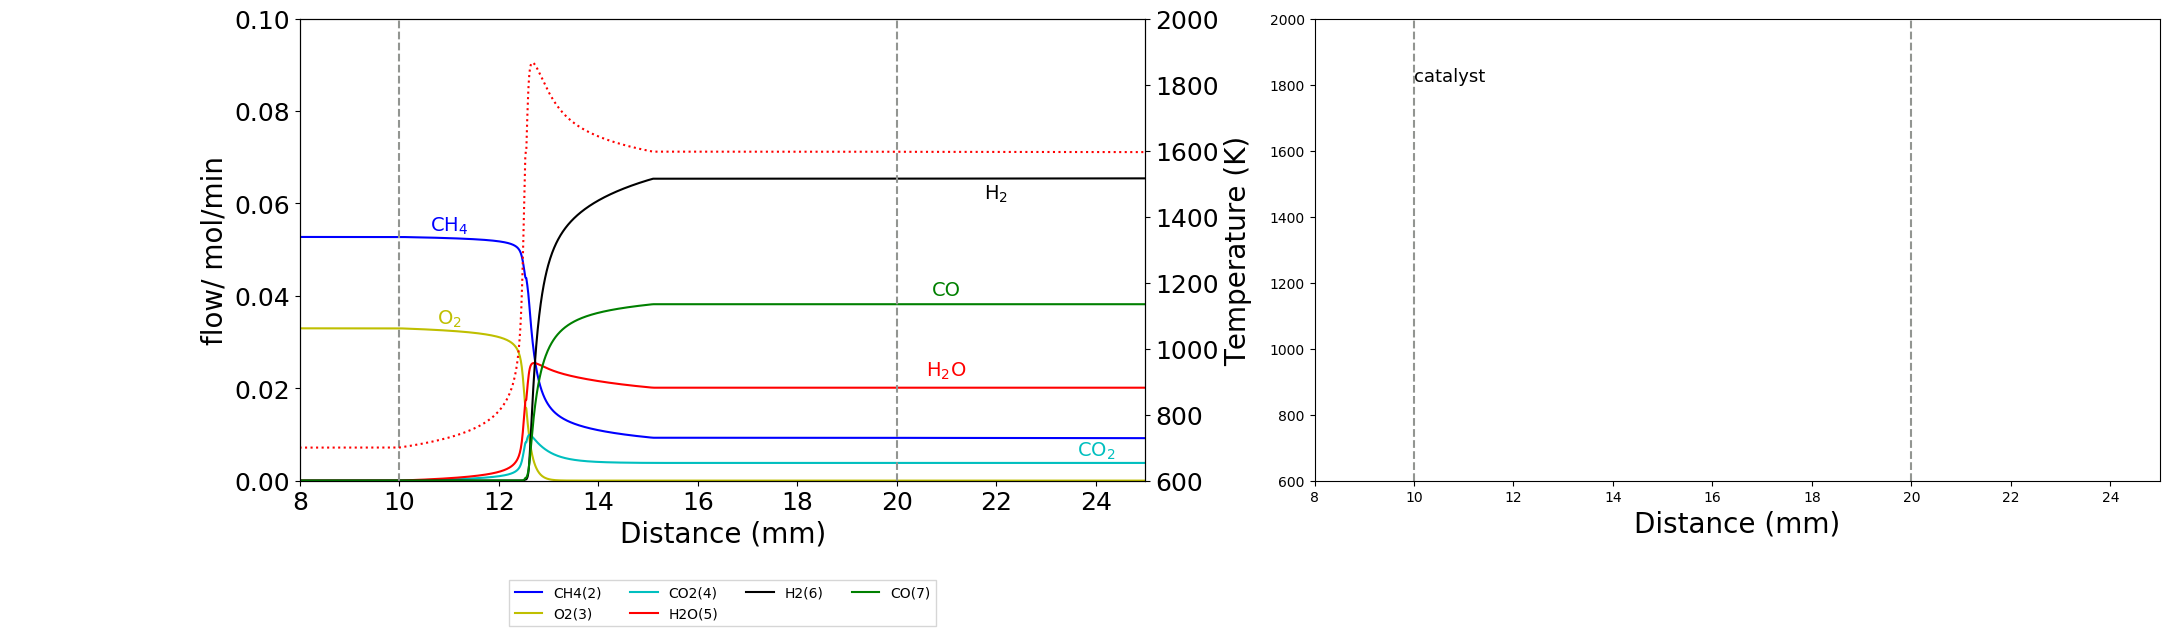 0.10
0.08
0.06
0.04
0.02
0.00
flow/ mol/min
8 10 12 14 16 18 20 22 24
Distance (mm)
2000
1800
1600
1400
1200
1000
800
600
Temperature (K)
CH₄
O₂
H₂
CO
H₂O
CO₂
CH4(2) CO2(4) H2(6) CO(7)
O2(3) H2O(5)
2000
1800
1600
1400
1200
1000
800
600
catalyst
8 10 12 14 16 18 20 22 24
Distance (mm)